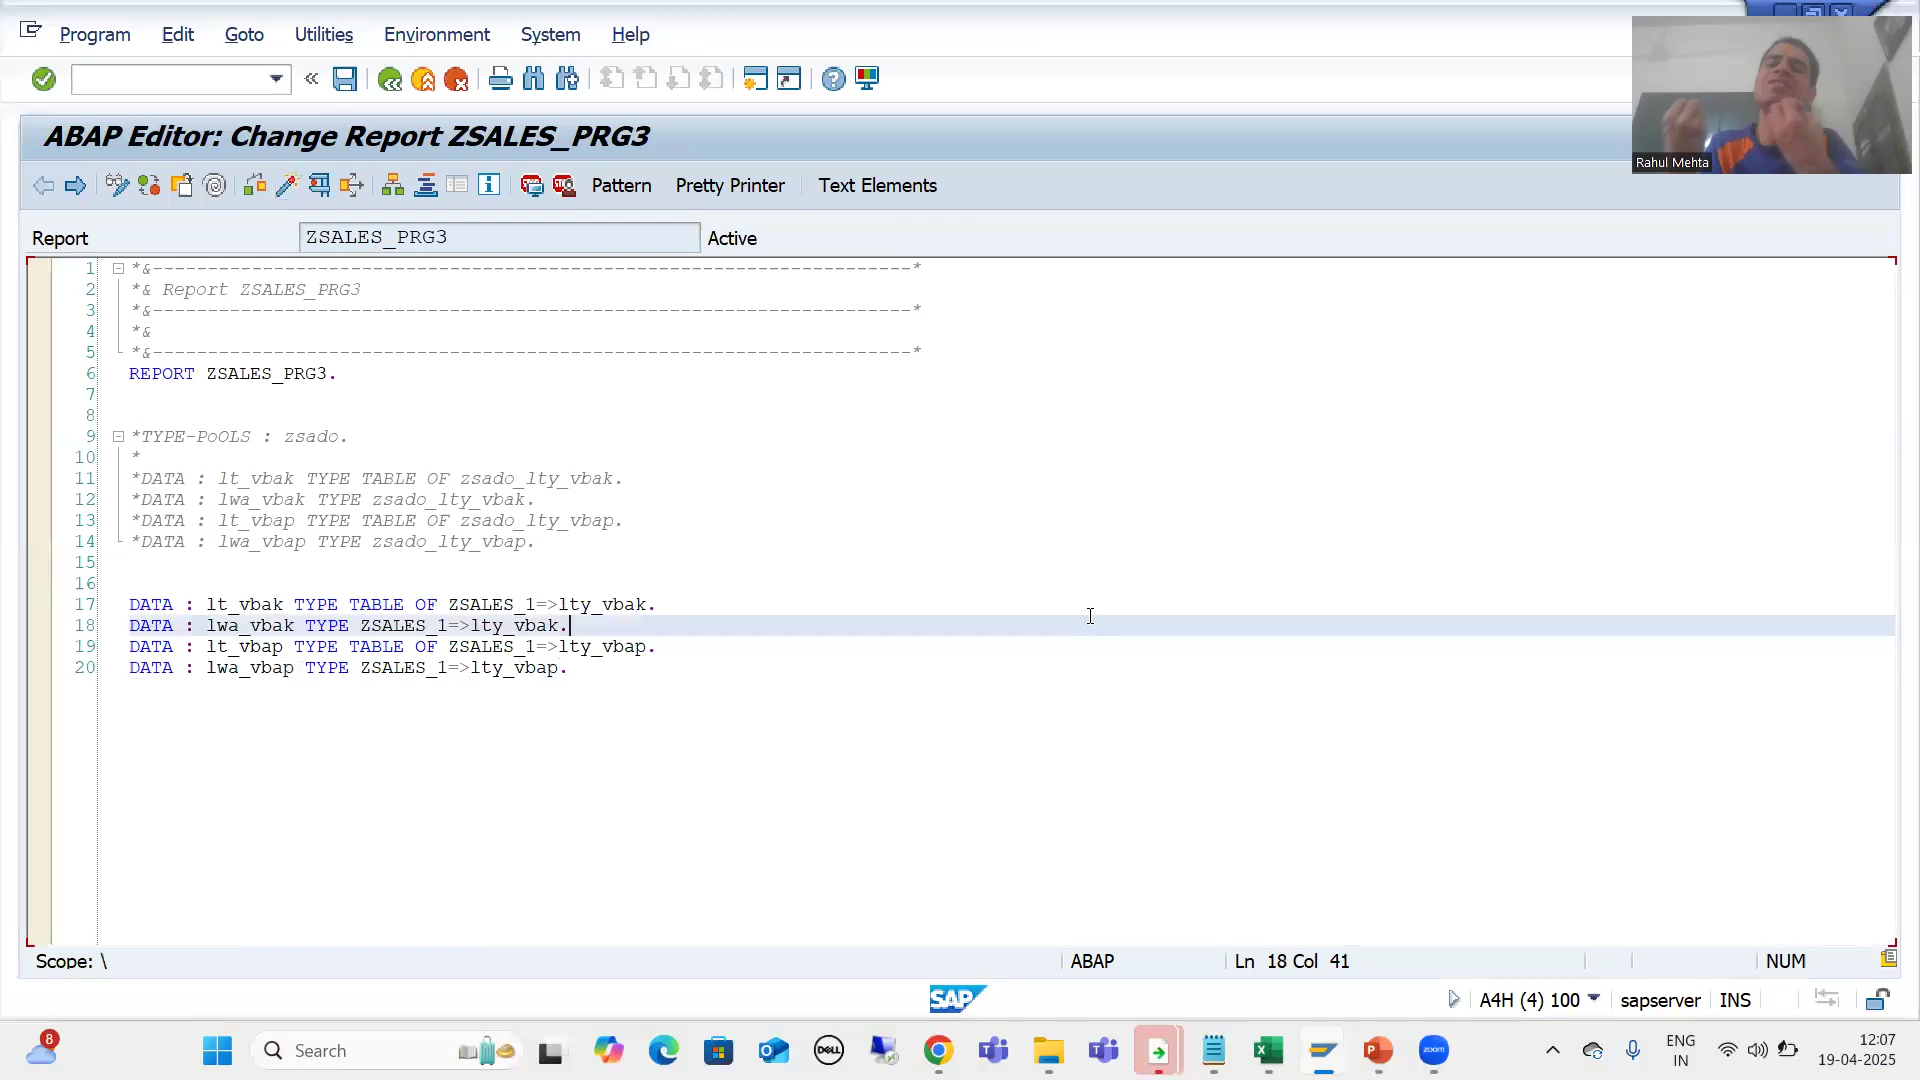 Program Edit Goto Utilities Environment System Help
Rahul Mehta
ABAP Editor: Change Report ZSALES_PRG3
Pattern Pretty Printer Text Elements
Report ZSALES_PRG3 Active
1 *&---------------------------------------------------------------------*
2 *& Report ZSALES_PRG3
3 *&---------------------------------------------------------------------*
4 *&
5 *&---------------------------------------------------------------------*
6 REPORT ZSALES_PRG3.
7
8
9 *TYPE-PoOLS : zsado.
10 *
11 *DATA : lt_vbak TYPE TABLE OF zsado_lty_vbak.
12 *DATA : lwa_vbak TYPE zsado_lty_vbak.
13 *DATA : lt_vbap TYPE TABLE OF zsado_lty_vbap.
14 *DATA : lwa_vbap TYPE zsado_lty_vbap.
15
16
17 DATA : lt_vbak TYPE TABLE OF ZSALES_1=>lty_vbak.
18 DATA : lwa_vbak TYPE ZSALES_1=>lty_vbak.
19 DATA : lt_vbap TYPE TABLE OF ZSALES_1=>lty_vbap.
20 DATA : lwa_vbap TYPE ZSALES_1=>lty_vbap.
Scope: \ ABAP Ln 18 Col 41 NUM
SAP A4H (4) 100 sapserver INS
8 Search DELL zoom ENG IN 12:07 19-04-2025